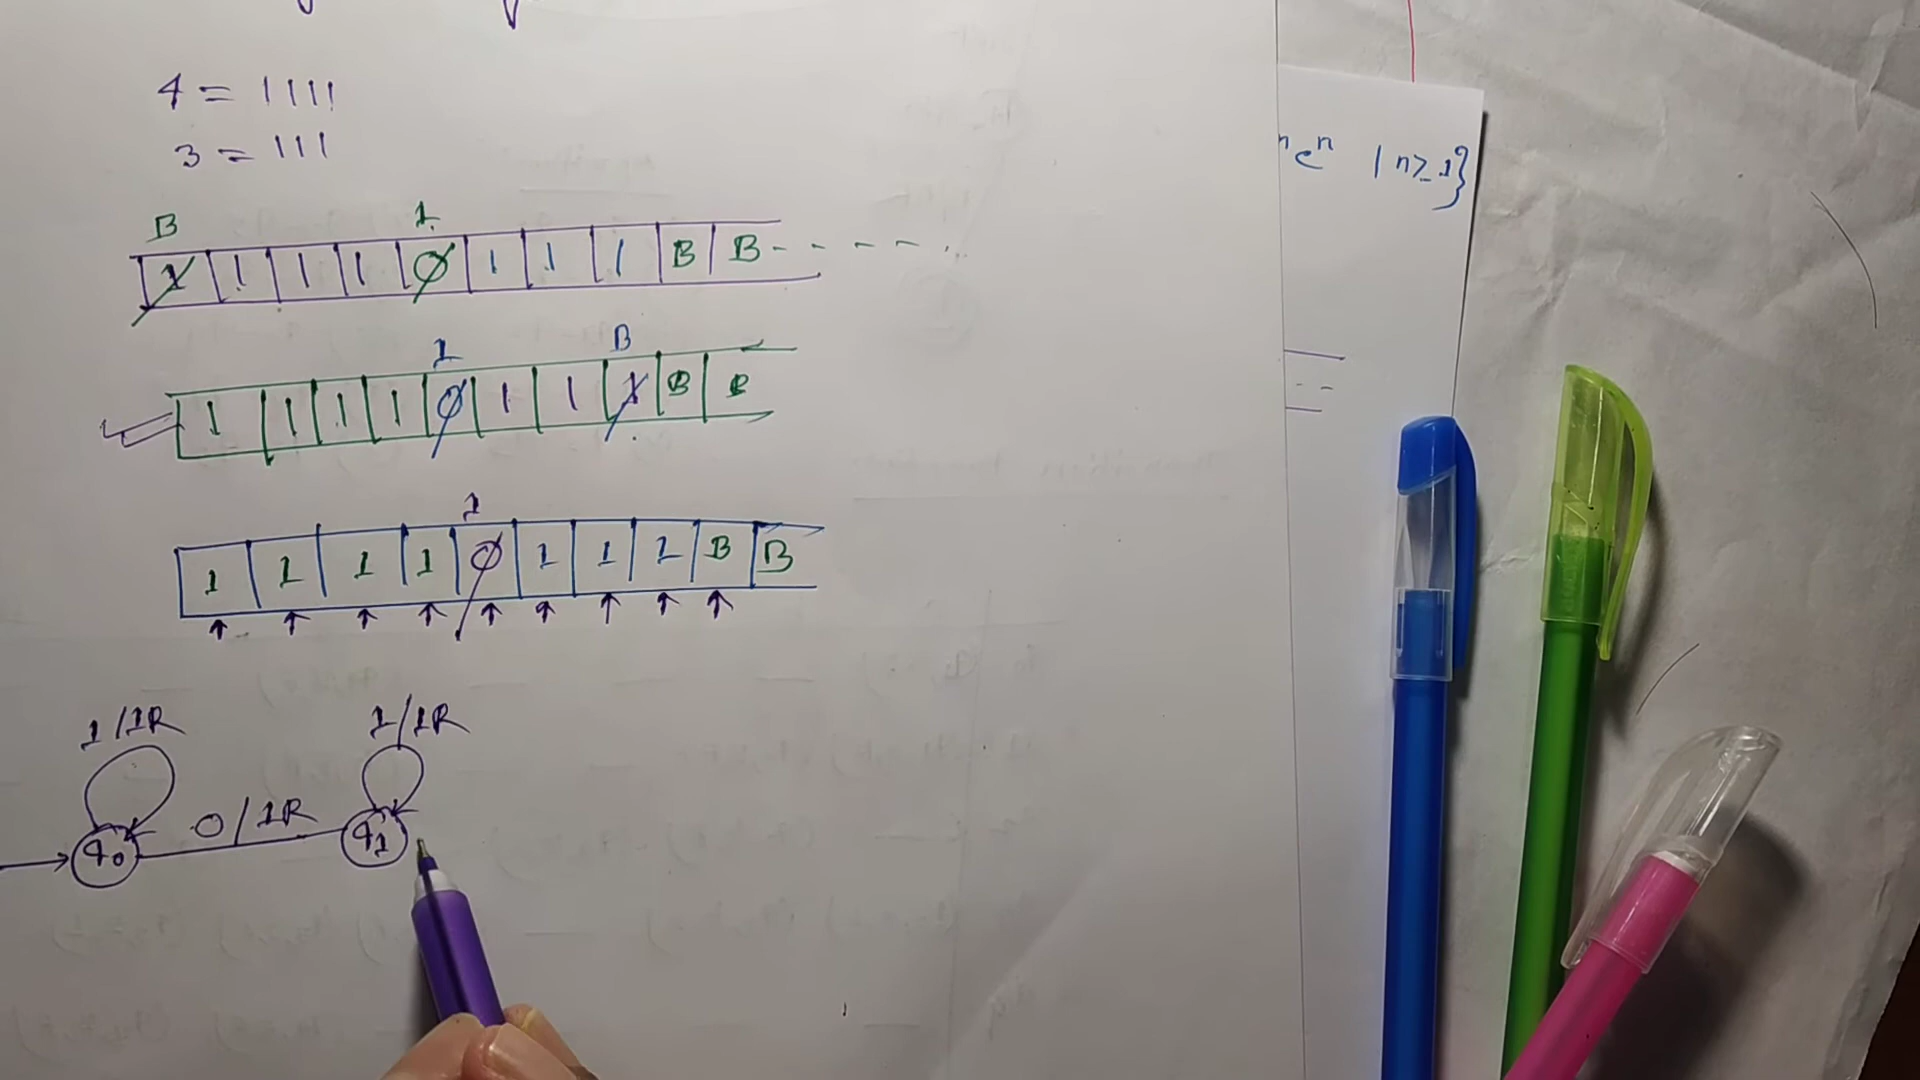 4 = 1111
3 = 111
n c n | n ≥ 1}
B 1
1 1 1 1 0 1 1 1 B B - - - - .
1 B
1 1 1 1 0 1 1 1 B B
1
1 1 1 1 0 1 1 1 B B
1/1R 1/1R
0/1R
q0 q1